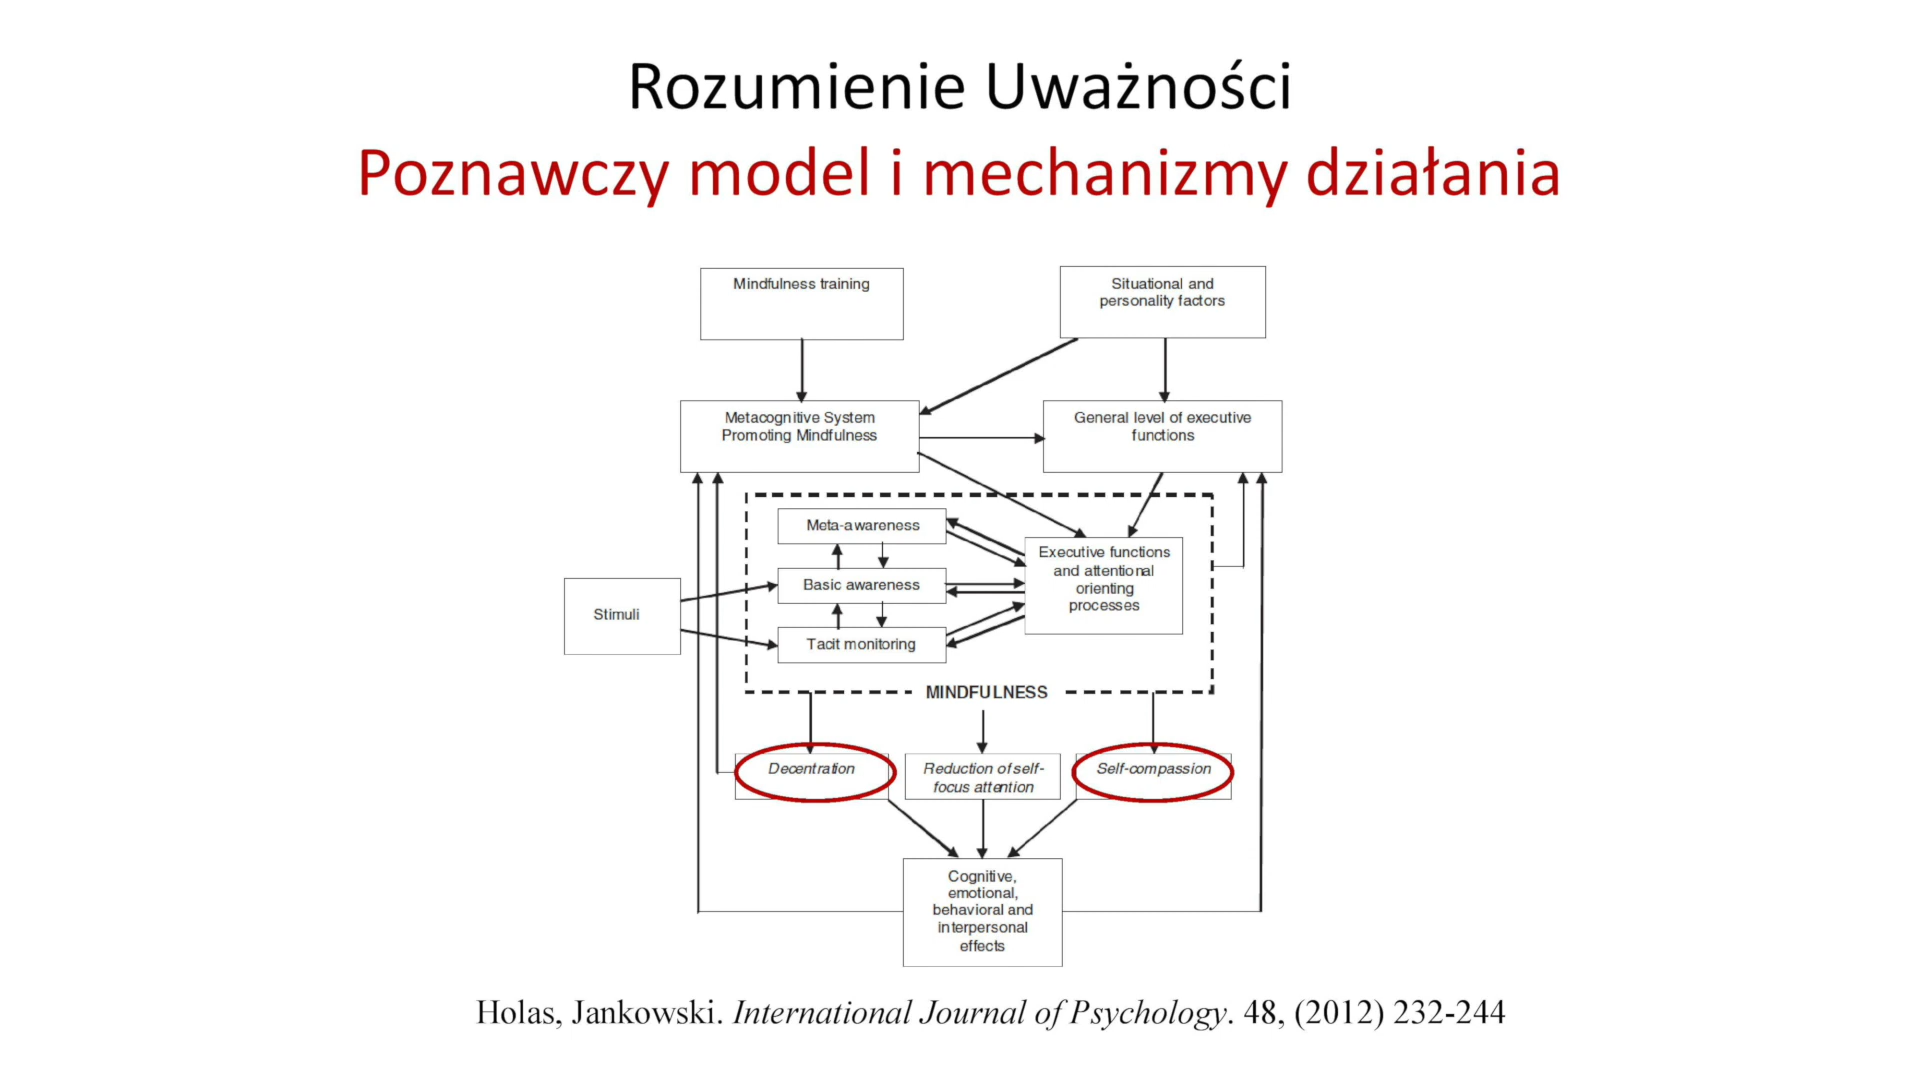 Rozumienie Uważności
Poznawczy model i mechanizmy działania
Mindfulness training
Situational and
personality factors
Metacognitive System
Promoting Mindfulness
General level of executive
functions
Meta-awareness
Executive functions
and attentional
orienting
processes
Basic awareness
Stimuli
Tacit monitoring
MINDFULNESS
Decentration
Reduction of self-
focus attention
Self-compassion
Cognitive,
emotional,
behavioral and
interpersonal
effects
Holas, Jankowski. International Journal of Psychology. 48, (2012) 232-244